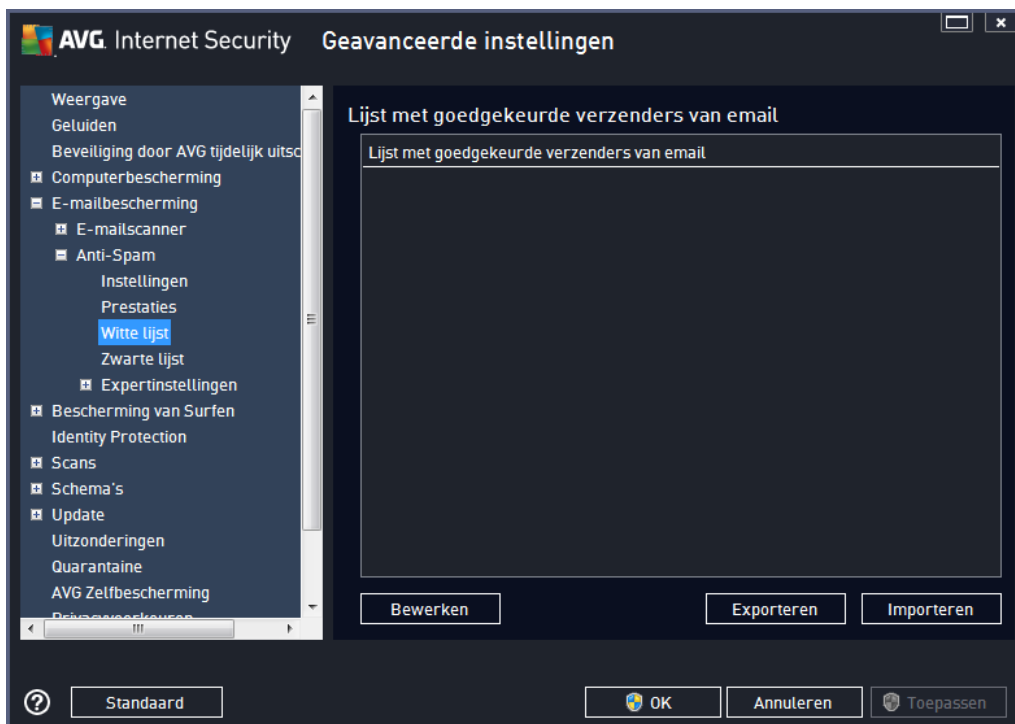 AVG. Internet Security
Geavanceerde instellingen
Weergave
Geluiden
Beveiliging door AVG tijdelijk uitsc
Computerbescherming
E-mailbescherming
E-mailscanner
Anti-Spam
Instellingen
Prestaties
Witte lijst
Zwarte lijst
Expertinstellingen
Bescherming van Surfen
Identity Protection
Scans
Schema's
Update
Uitzonderingen
Quarantaine
AVG Zelfbescherming
Privacyvoorkeuren
Lijst met goedgekeurde verzenders van email
Lijst met goedgekeurde verzenders van email
Bewerken
Exporteren
Importeren
Standaard
OK
Annuleren
Toepassen